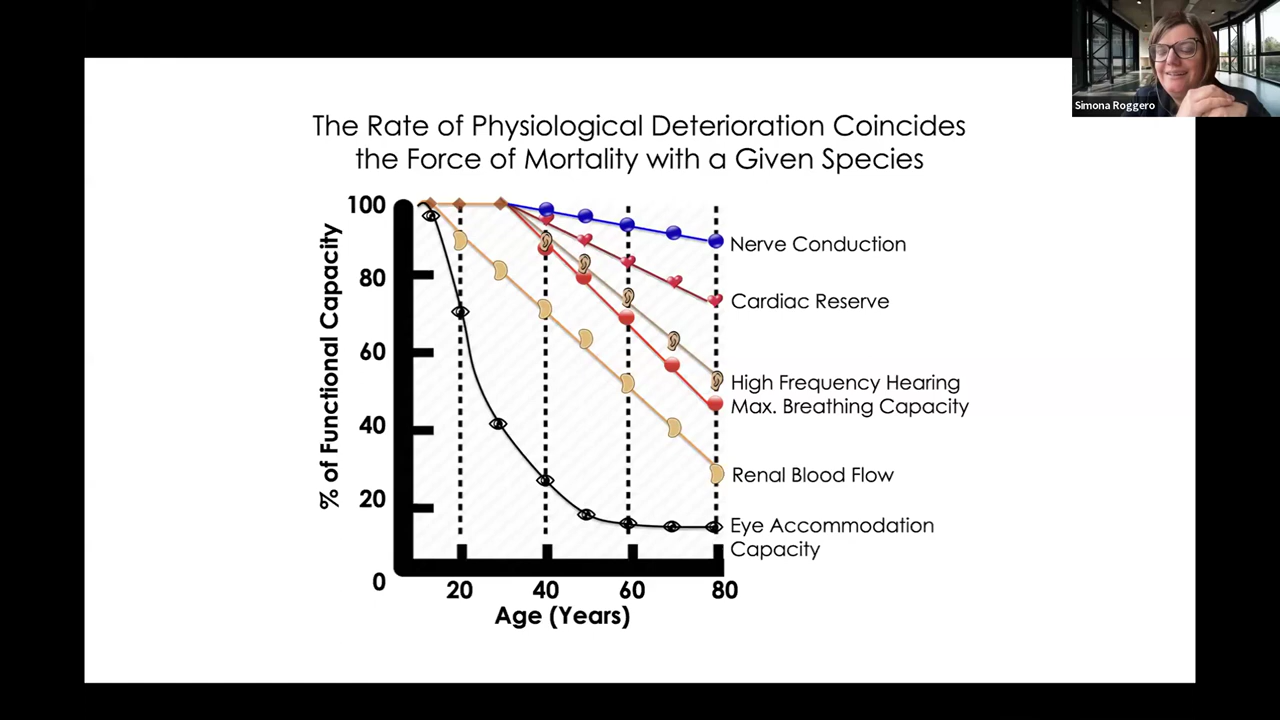 Simona Roggero
The Rate of Physiological Deterioration Coincides
the Force of Mortality with a Given Species
% of Functional Capacity
100
80
60
40
20
0
Nerve Conduction
Cardiac Reserve
High Frequency Hearing
Max. Breathing Capacity
Renal Blood Flow
Eye Accommodation
Capacity
20 40 60 80
Age (Years)